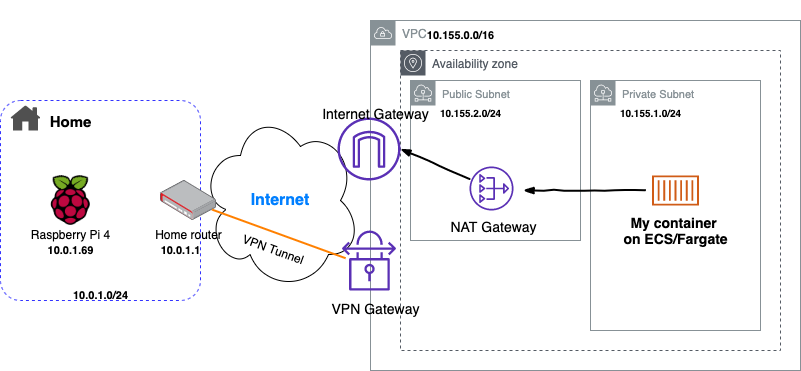 VPC 10.155.0.0/16
Availability zone
Public Subnet
10.155.2.0/24
Private Subnet
10.155.1.0/24
Internet Gateway
Home
Internet
Raspberry Pi 4
10.0.1.69
Home router
10.0.1.1
VPN Tunnel
NAT Gateway
My container
on ECS/Fargate
10.0.1.0/24
VPN Gateway